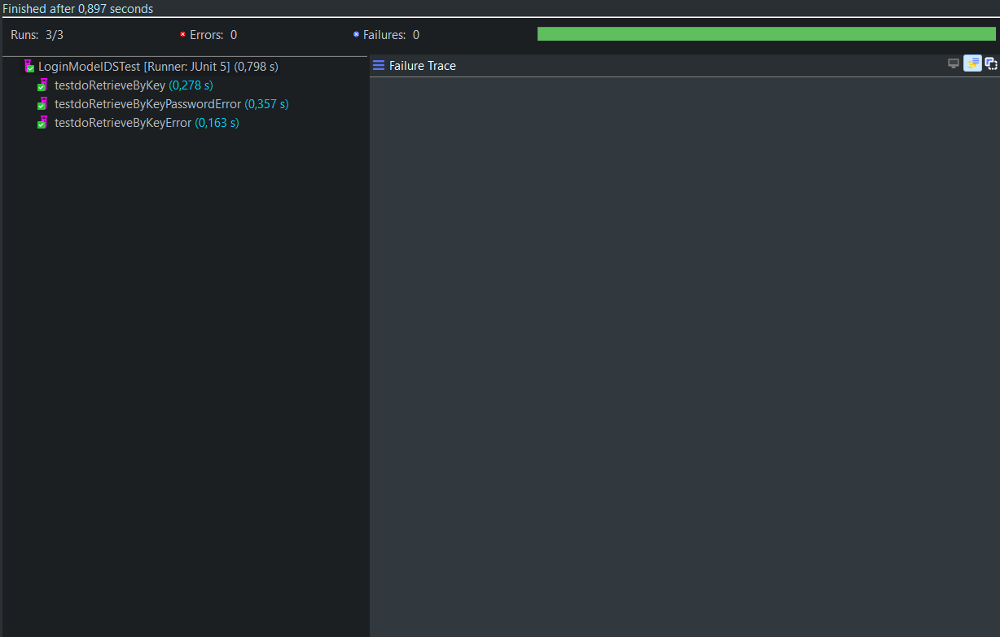 Finished after 0,897 seconds
Runs: 3/3 Errors: 0 Failures: 0
LoginModelDSTest [Runner: JUnit 5] (0,798 s)
testdoRetrieveByKey (0,278 s)
testdoRetrieveByKeyPasswordError (0,357 s)
testdoRetrieveByKeyError (0,163 s)
Failure Trace